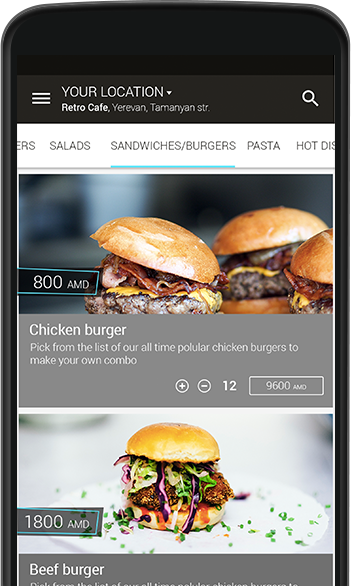 YOUR LOCATION
Retro Cafe, Yerevan, Tamanyan str.
ERS SALADS SANDWICHES/BURGERS PASTA HOT DIS
800 AMD
Chicken burger
Pick from the list of our all time polular chicken burgers to
make your own combo
12 9600 AMD
1800 AMD
Beef burger